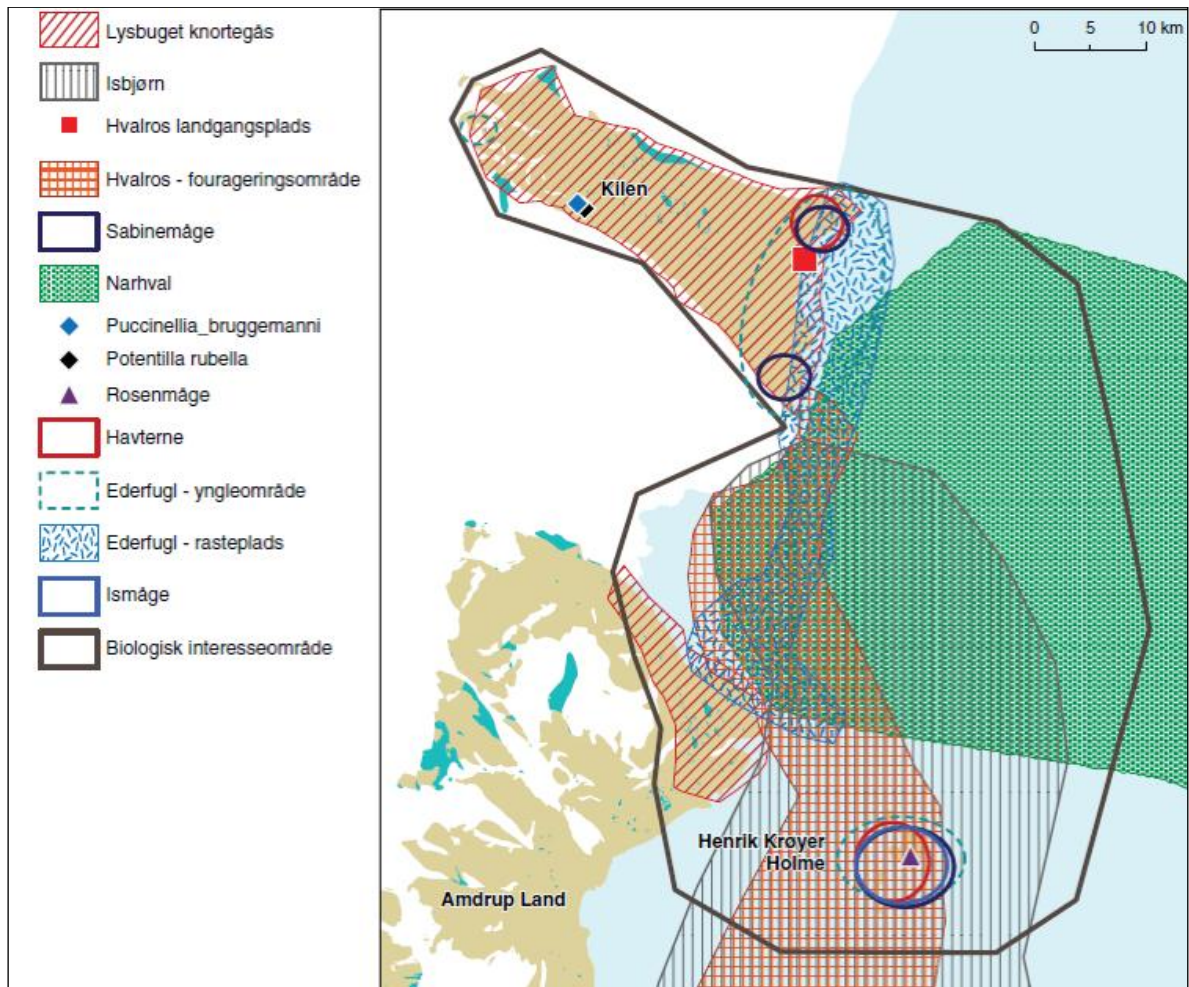 Lysbuget knortegås
Isbjørn
Hvalros landgangsplads
Hvalros - fourageringsområde
Sabinemåge
Narhval
Puccinellia_bruggemanni
Potentilla rubella
Rosenmåge
Havterne
Ederfugl - yngleområde
Ederfugl - rasteplads
Ismåge
Biologisk interesseområde
0 5 10 km
Kilen
Henrik Krøyer
Holme
Amdrup Land